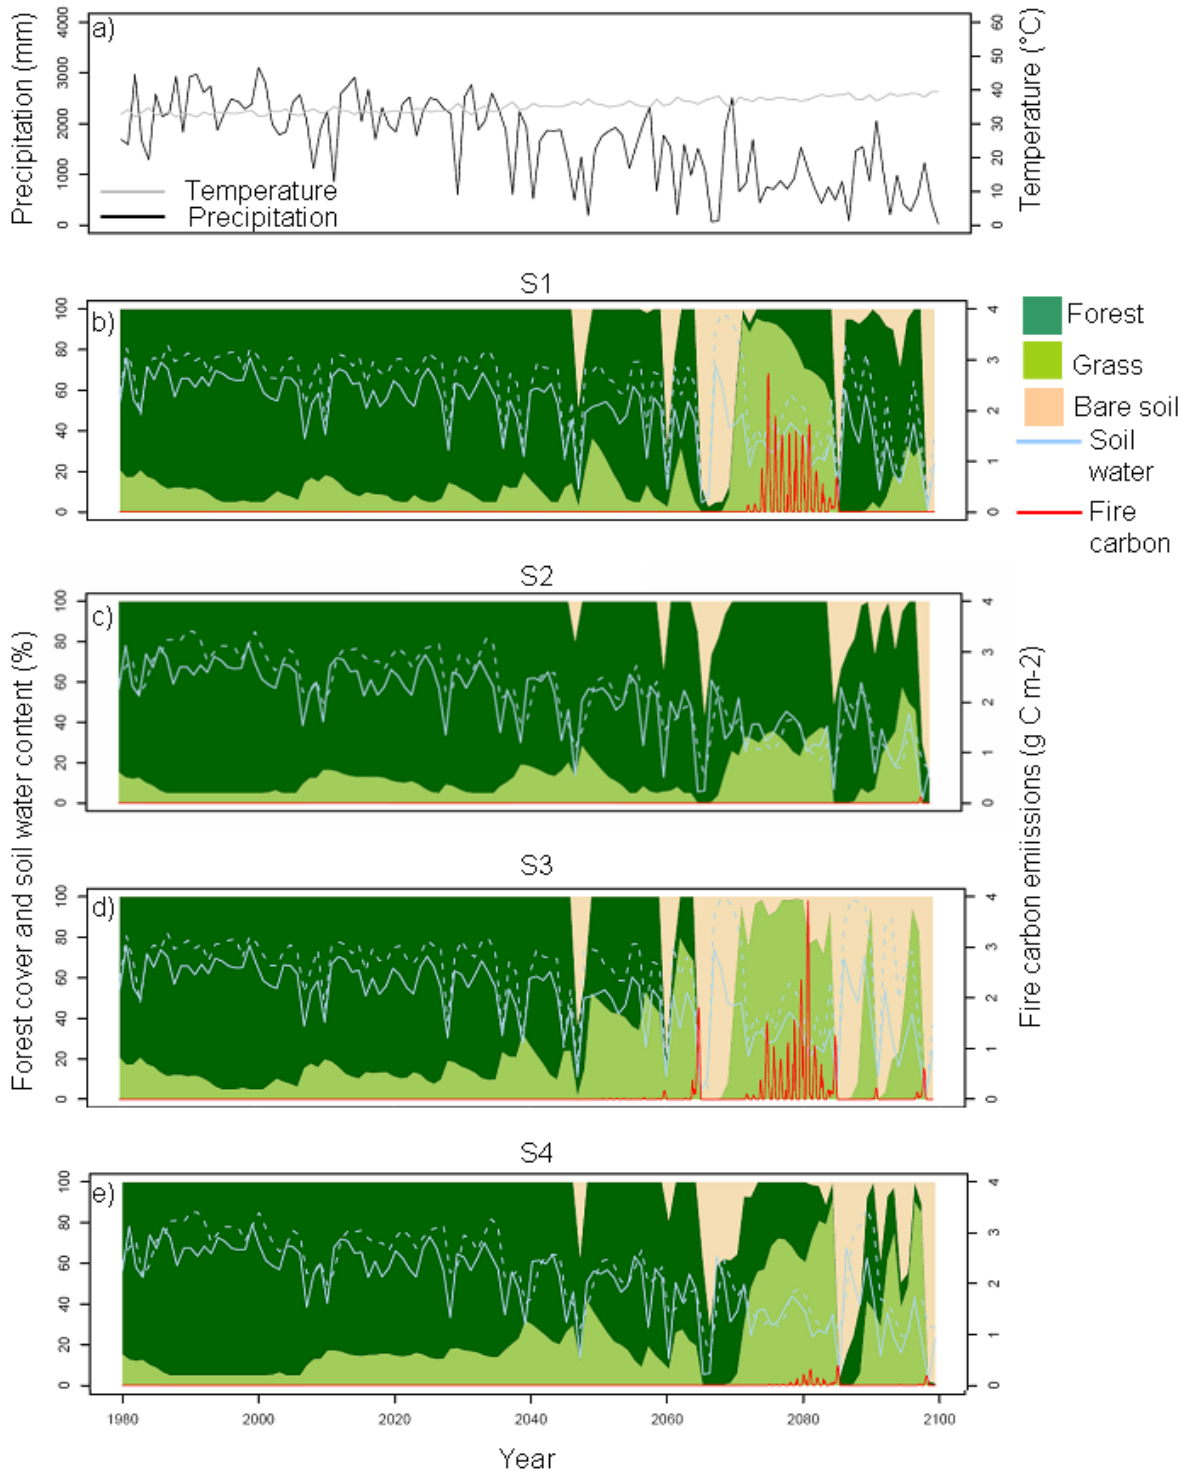 Precipitation (mm)
4000
3000
2000
1000
0
a)
Temperature
Precipitation
60
50
40
30
20
10
0
Temperature (°C)
S1
b)
100
80
60
40
20
0
4
3
2
1
0
Forest
Grass
Bare soil
Soil
water
Fire
carbon
S2
c)
100
80
60
40
20
0
4
3
2
1
0
Forest cover and soil water content (%)
Fire carbon emiissions (g C m-2)
S3
d)
100
80
60
40
20
0
4
3
2
1
0
S4
e)
100
80
60
40
20
0
4
3
2
1
0
1980
2000
2020
2040
2060
2080
2100
Year